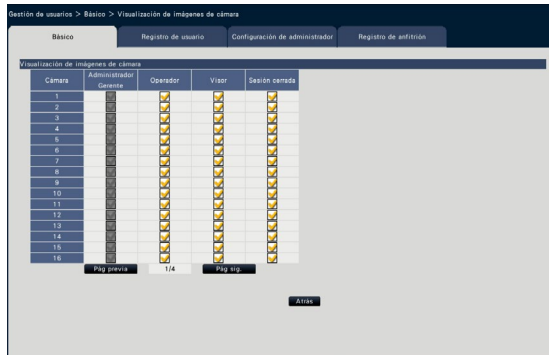 Gestión de usuarios > Básico > Visualización de imágenes de cámara
Básico Registro de usuario Configuración de administrador Registro de anfitrión
Visualización de imágenes de cámara
Cámara Administrador Gerente Operador Visor Sesión cerrada
1
2
3
4
5
6
7
8
9
10
11
12
13
14
15
16
Pág previa 1/4 Pág sig.
Atrás